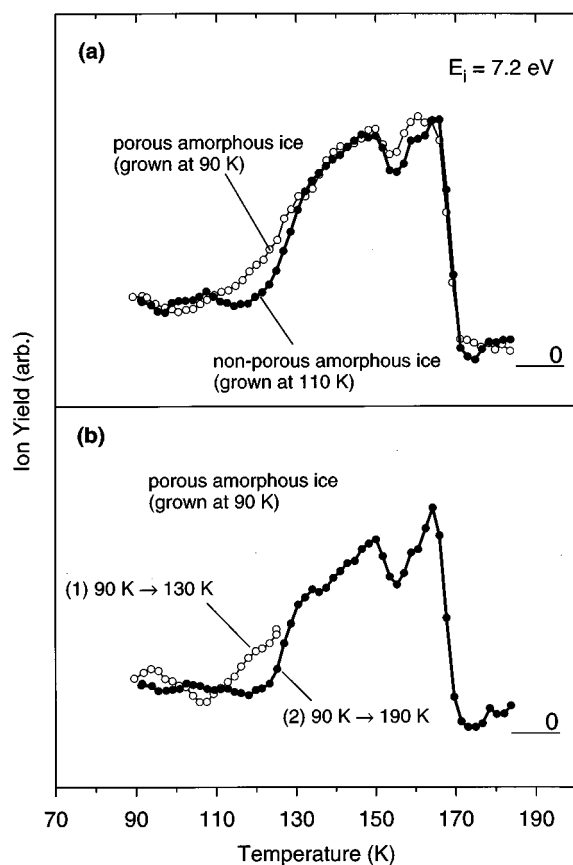 (a)
E_i = 7.2 eV
porous amorphous ice
(grown at 90 K)
non-porous amorphous ice
(grown at 110 K)
0
Ion Yield (arb.)
(b)
porous amorphous ice
(grown at 90 K)
(1) 90 K → 130 K
(2) 90 K → 190 K
0
70 90 110 130 150 170 190
Temperature (K)